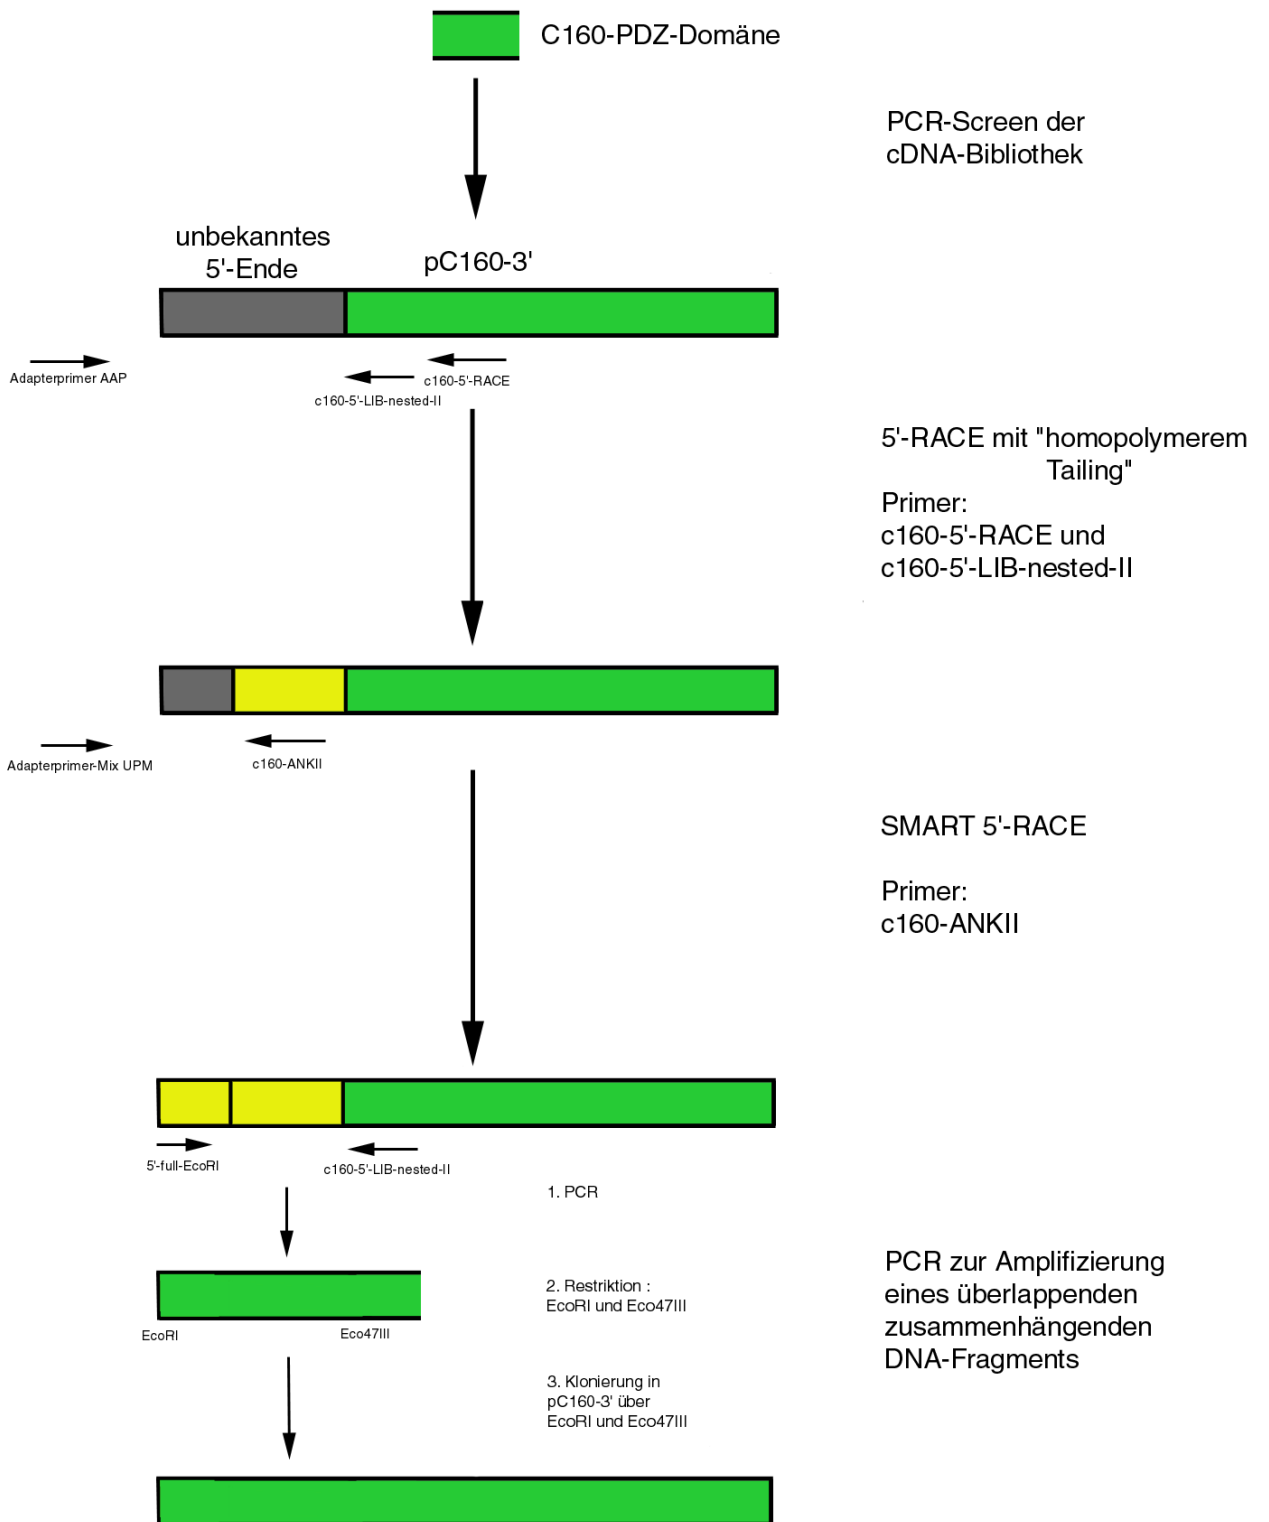 C160-PDZ-Domäne
PCR-Screen der
cDNA-Bibliothek
unbekanntes
5'-Ende
pC160-3'
Adapterprimer AAP
c160-5'-RACE
c160-5'-LIB-nested-II
5'-RACE mit "homopolymerem
Tailing"
Primer:
c160-5'-RACE und
c160-5'-LIB-nested-II
Adapterprimer-Mix UPM
c160-ANKII
SMART 5'-RACE
Primer:
c160-ANKII
5'-full-EcoRI
c160-5'-LIB-nested-II
1. PCR
2. Restriktion :
EcoRI und Eco47III
EcoRI
Eco47III
3. Klonierung in
pC160-3' über
EcoRI und Eco47III
PCR zur Amplifizierung
eines überlappenden
zusammenhängenden
DNA-Fragments